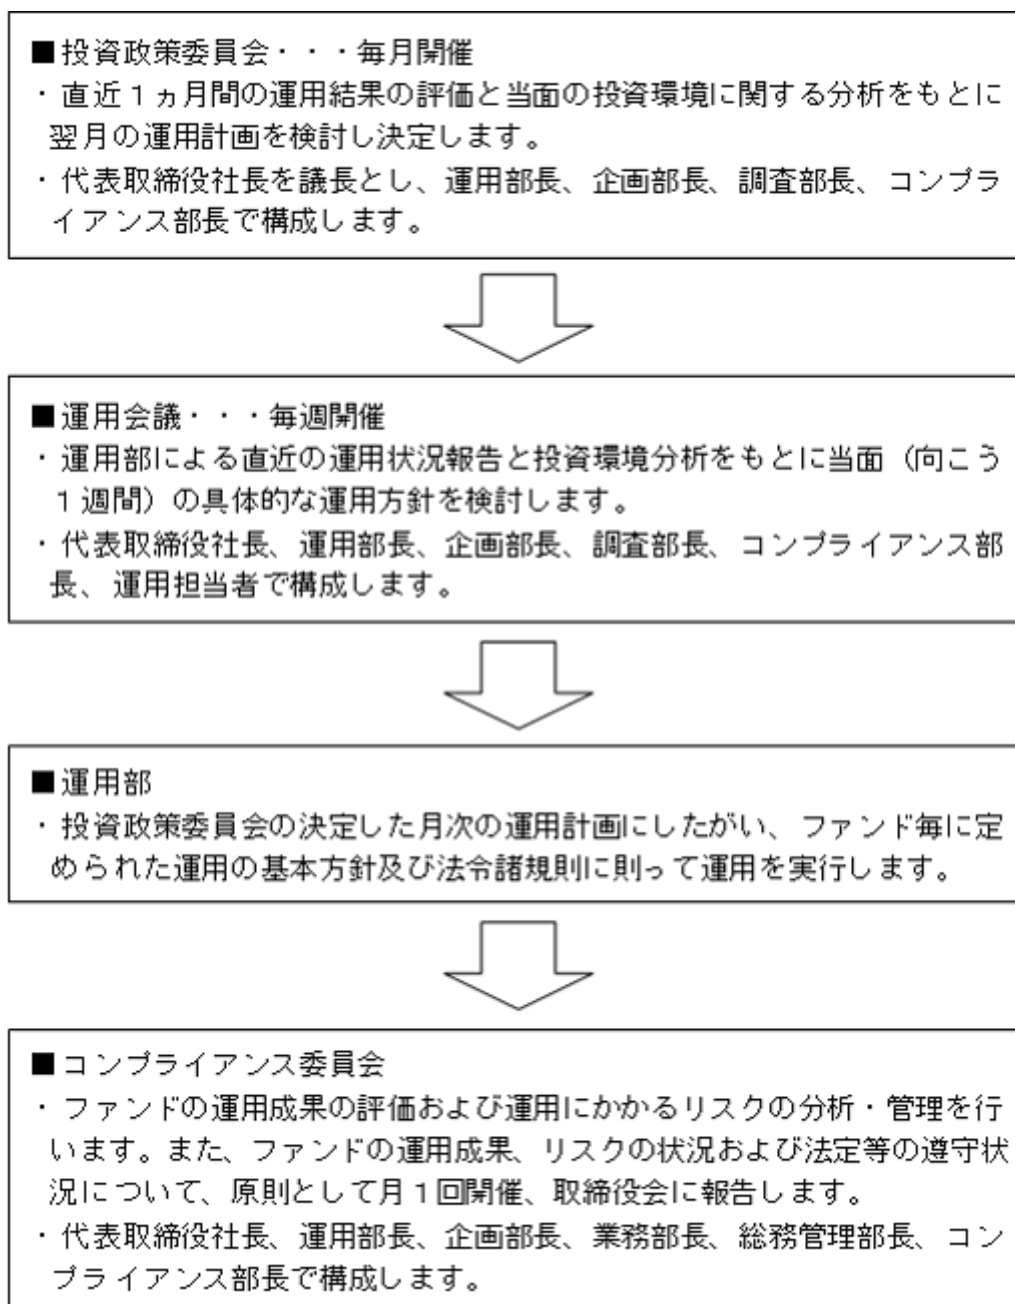 ■投資政策委員会・・・毎月開催
・直近１ヵ月間の運用結果の評価と当面の投資環境に関する分析をもとに
翌月の運用計画を検討し決定します。
・代表取締役社長を議長とし、運用部長、企画部長、調査部長、コンプラ
イアンス部長で構成します。
■運用会議・・・毎週開催
・運用部による直近の運用状況報告と投資環境分析をもとに当面（向こう
１週間）の具体的な運用方針を検討します。
・代表取締役社長、運用部長、企画部長、調査部長、コンプライアンス部
長、運用担当者で構成します。
■運用部
・投資政策委員会の決定した月次の運用計画にしたがい、ファンド毎に定
められた運用の基本方針及び法令諸規則に則って運用を実行します。
■コンプライアンス委員会
・ファンドの運用成果の評価および運用にかかるリスクの分析・管理を行
います。また、ファンドの運用成果、リスクの状況および法定等の遵守状
況について、原則として月１回開催、取締役会に報告します。
・代表取締役社長、運用部長、企画部長、業務部長、総務管理部長、コン
プライアンス部長で構成します。